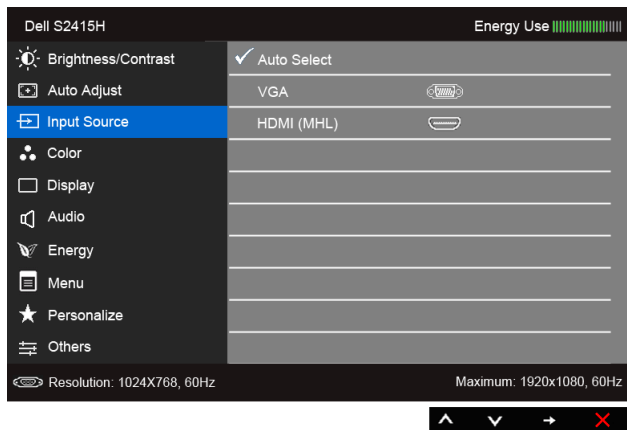 Dell S2415H
Energy Use
Brightness/Contrast
Auto Select
Auto Adjust
VGA
Input Source
HDMI (MHL)
Color
Display
Audio
Energy
Menu
Personalize
Others
Resolution: 1024X768, 60Hz
Maximum: 1920x1080, 60Hz